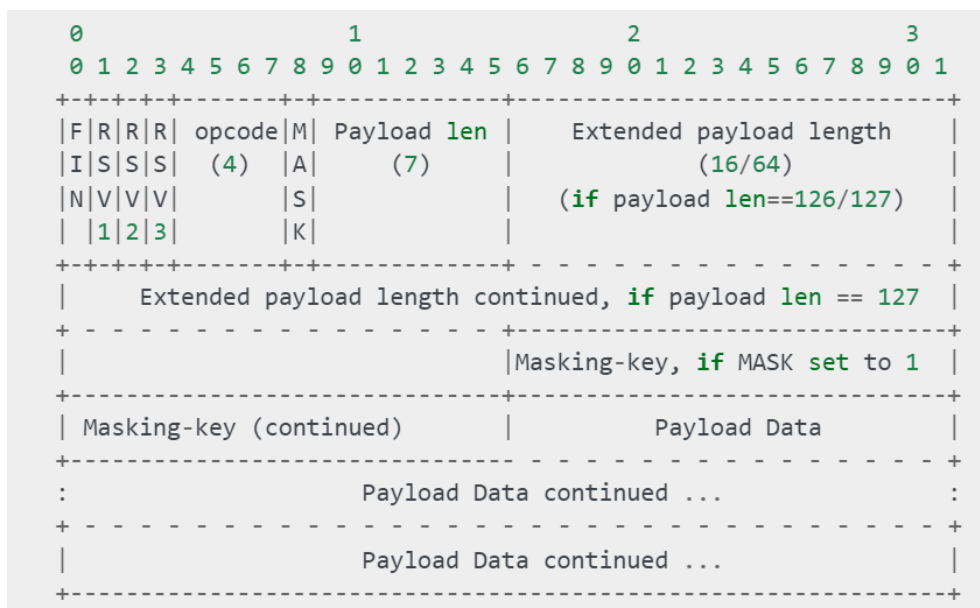 0                   1                   2                   3
 0 1 2 3 4 5 6 7 8 9 0 1 2 3 4 5 6 7 8 9 0 1 2 3 4 5 6 7 8 9 0 1
+-+-+-+-+-------+-+-------------+-------------------------------+
|F|R|R|R| opcode|M| Payload len |    Extended payload length    |
|I|S|S|S|  (4)  |A|     (7)     |             (16/64)           |
|N|V|V|V|       |S|             |   (if payload len==126/127)   |
| |1|2|3|       |K|             |                               |
+-+-+-+-+-------+-+-------------+ - - - - - - - - - - - - - - - +
|     Extended payload length continued, if payload len == 127  |
+ - - - - - - - - - - - - - - - +-------------------------------+
|                               |Masking-key, if MASK set to 1  |
+-------------------------------+-------------------------------+
| Masking-key (continued)       |          Payload Data         |
+-------------------------------- - - - - - - - - - - - - - - - +
:                     Payload Data continued ...                :
+ - - - - - - - - - - - - - - - - - - - - - - - - - - - - - - - +
|                     Payload Data continued ...                |
+---------------------------------------------------------------+